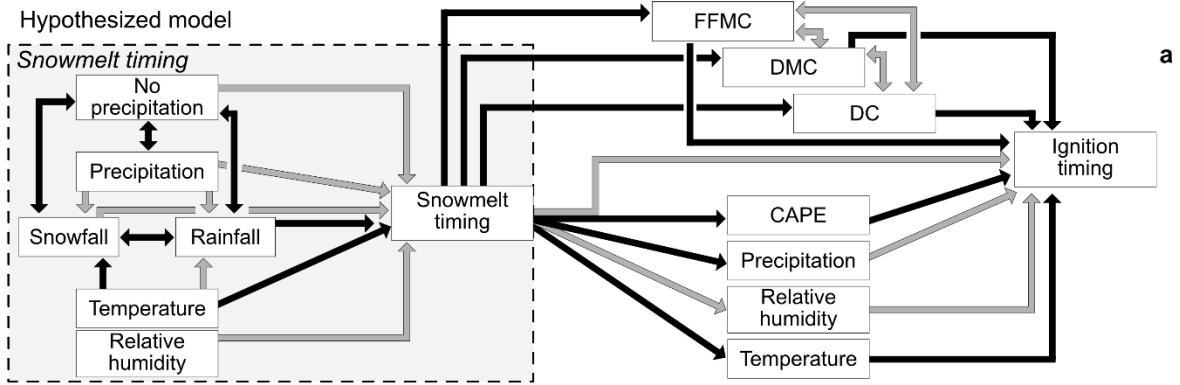 Hypothesized model
a
Snowmelt timing
No
precipitation
Precipitation
Snowfall
Rainfall
Temperature
Relative
humidity
Snowmelt
timing
FFMC
DMC
DC
CAPE
Precipitation
Relative
humidity
Temperature
Ignition
timing